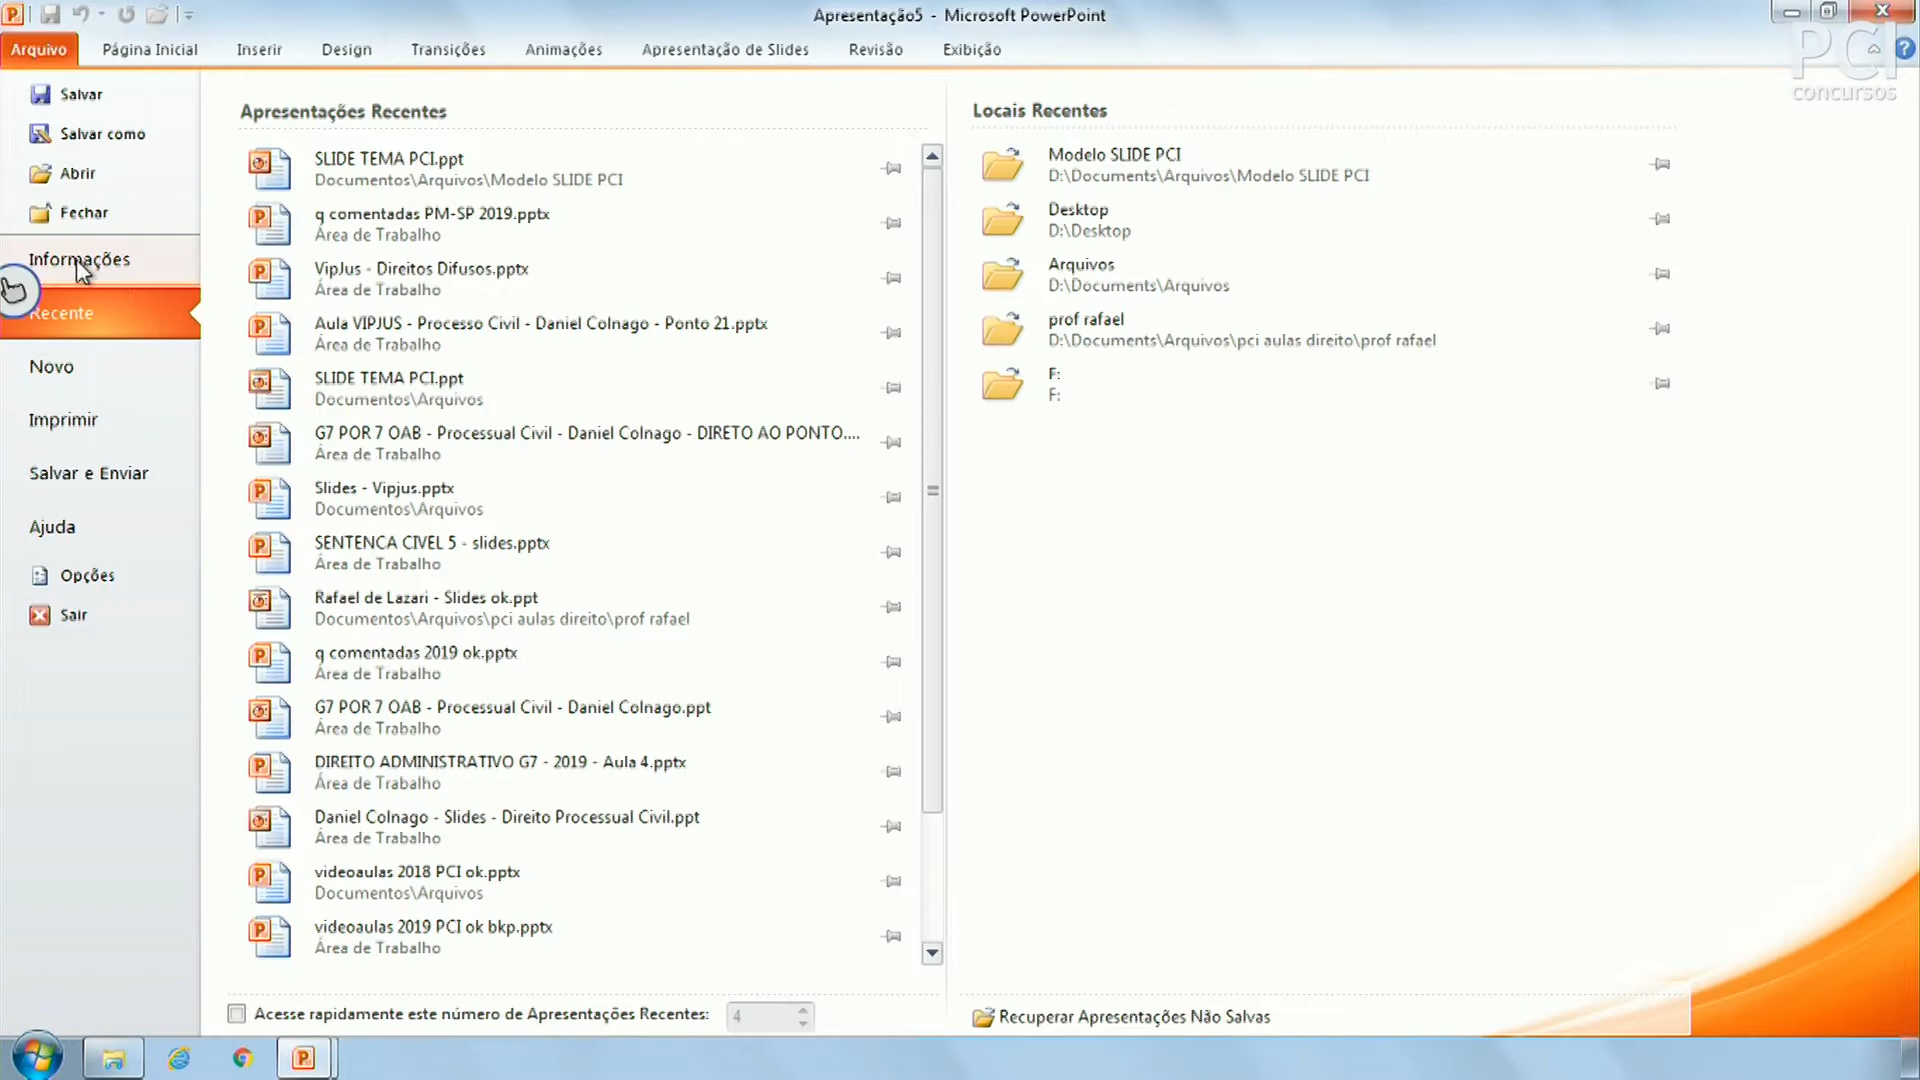 Apresentação5 - Microsoft PowerPoint
Arquivo
Página Inicial
Inserir
Design
Transições
Animações
Apresentação de Slides
Revisão
Exibição
PCI
concursos
Salvar
Salvar como
Abrir
Fechar
Informações
Recente
Novo
Imprimir
Salvar e Enviar
Ajuda
Opções
Sair
Apresentações Recentes
SLIDE TEMA PCI.ppt
Documentos\Arquivos\Modelo SLIDE PCI
q comentadas PM-SP 2019.pptx
Área de Trabalho
VipJus - Direitos Difusos.pptx
Área de Trabalho
Aula VIPJUS - Processo Civil - Daniel Colnago - Ponto 21.pptx
Área de Trabalho
SLIDE TEMA PCI.ppt
Documentos\Arquivos
G7 POR 7 OAB - Processual Civil - Daniel Colnago - DIRETO AO PONTO....
Área de Trabalho
Slides - Vipjus.pptx
Documentos\Arquivos
SENTENCA CIVEL 5 - slides.pptx
Área de Trabalho
Rafael de Lazari - Slides ok.ppt
Documentos\Arquivos\pci aulas direito\prof rafael
q comentadas 2019 ok.pptx
Área de Trabalho
G7 POR 7 OAB - Processual Civil - Daniel Colnago.ppt
Área de Trabalho
DIREITO ADMINISTRATIVO G7 - 2019 - Aula 4.pptx
Área de Trabalho
Daniel Colnago - Slides - Direito Processual Civil.ppt
Área de Trabalho
videoaulas 2018 PCI ok.pptx
Documentos\Arquivos
videoaulas 2019 PCI ok bkp.pptx
Área de Trabalho
Acesse rapidamente este número de Apresentações Recentes: 4
Locais Recentes
Modelo SLIDE PCI
D:\Documents\Arquivos\Modelo SLIDE PCI
Desktop
D:\Desktop
Arquivos
D:\Documents\Arquivos
prof rafael
D:\Documents\Arquivos\pci aulas direito\prof rafael
F:
F:
Recuperar Apresentações Não Salvas